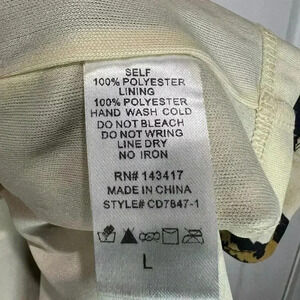 SELF
100% POLYESTER
LINING
100% POLYESTER
HAND WASH COLD
DO NOT BLEACH
DO NOT WRING
LINE DRY
NO IRON
RN# 143417
MADE IN CHINA
STYLE# CD7847-1
L